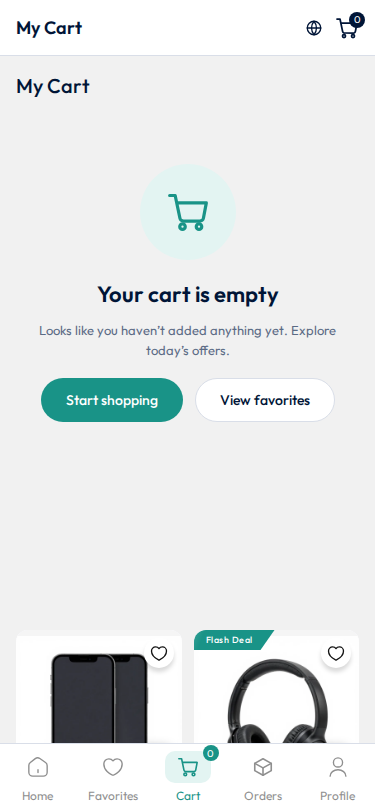 My Cart
0
My Cart
Your cart is empty
Looks like you haven’t added anything yet. Explore
today’s offers.
Start shopping
View favorites
Flash Deal
0
Home
Favorites
Cart
Orders
Profile